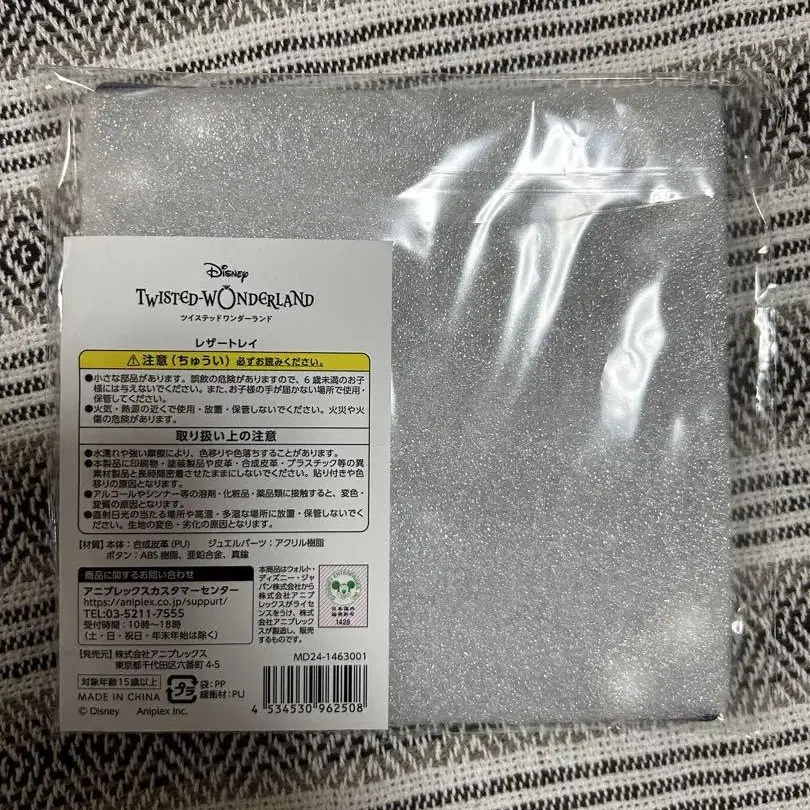 Disney
TWISTED-WONDERLAND
ツイステッドワンダーランド
レザートレイ
⚠注意(ちゅうい)必ずお読みください。
●小さな部品があります。誤飲の危険がありますので、6歳未満のお子
様には与えないでください。また、お子様の手が届かない場所で使用・
保管してください。
●火気・熱源の近くで使用・放置・保管しないでください。火災や火
傷の危険があります。
取り扱い上の注意
●水濡れや強い摩擦により、色移りや色落ちすることがあります。
●本製品に印刷物・塗装製品や皮革・合成皮革・プラスチック等の異
素材製品と長時間密着させたままにしないでください。貼り付きや色
移りの原因となります。
●アルコールやシンナー等の溶剤・化粧品・薬品類に接触すると、変色・
変質の原因となります。
●直射日光の当たる場所や高温・多湿な場所に放置・保管しないでく
ださい。生地の変色・劣化の原因となります。
【材質】本体:合成皮革(PU) ジュエルパーツ:アクリル樹脂
ボタン:ABS樹脂、亜鉛合金、真鍮
商品に関するお問い合わせ
アニプレックスカスタマーセンター
https://aniplex.co.jp/suppurt/
TEL:03-5211-7555
受付時間:10時〜18時
(土・日・祝日・年末年始は除く)
本商品はウォルト・
ディズニー・ジャ
パン株式会社から
アニプレックスがライセ
ンスをうけ、株式
会社アニプレック
スが製造し、販売
するものです。
日本国内
1426
【発売元】株式会社アニプレックス
東京都千代田区六番町4-5
MD24-1463001
対象年齢15歳以上
MADE IN CHINA
プラ
袋:PP
緩衝材:PU
© Disney Aniplex Inc.
4 534530 962508